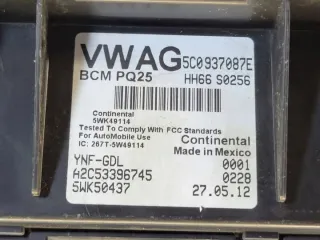 VWAG 5C0937087E
BCM PQ25 HH66 S0256
Continental
5WK49114
Tested To Comply With FCC Standards
For AutoMobile Use
IC: 267T-5W49114
Continental
Made in Mexico
YNF-GDL 0001
A2C53396745 0228
5WK50437 27.05.12